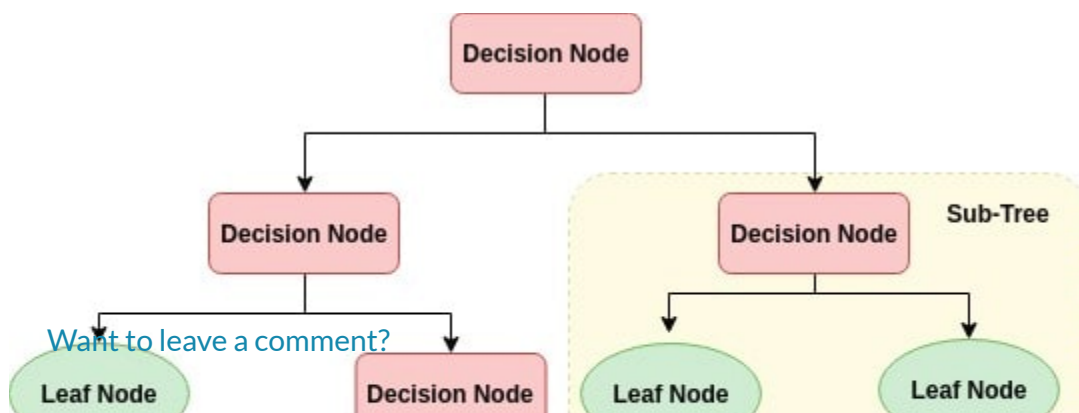 Decision Node
Sub-Tree
Decision Node
Decision Node
Want to leave a comment?
Leaf Node
Decision Node
Leaf Node
Leaf Node